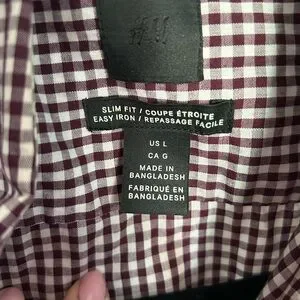 H&M
SLIM FIT / COUPE ÉTROITE
EASY IRON / REPASSAGE FACILE
US L
CA G
MADE IN
BANGLADESH
FABRIQUÉ EN
BANGLADESH